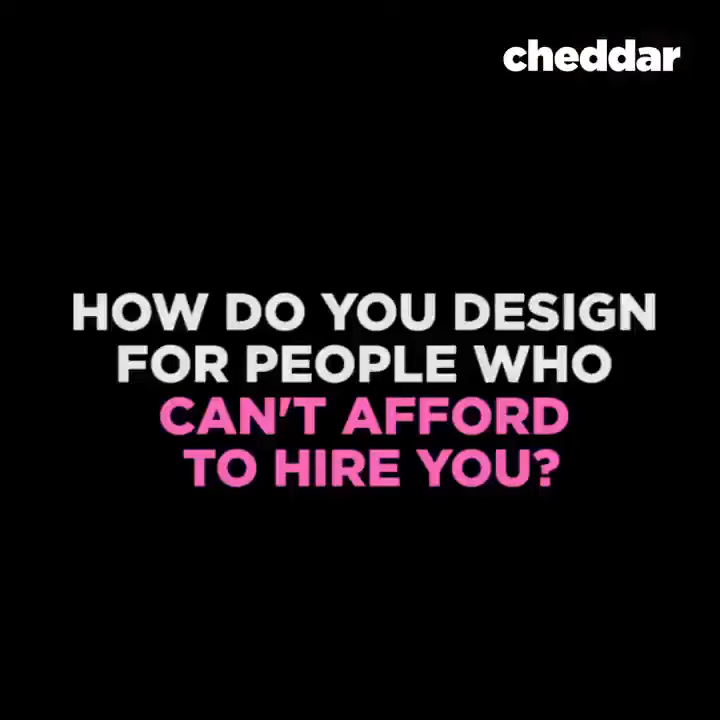 cheddar
HOW DO YOU DESIGN
FOR PEOPLE WHO
CAN'T AFFORD
TO HIRE YOU?